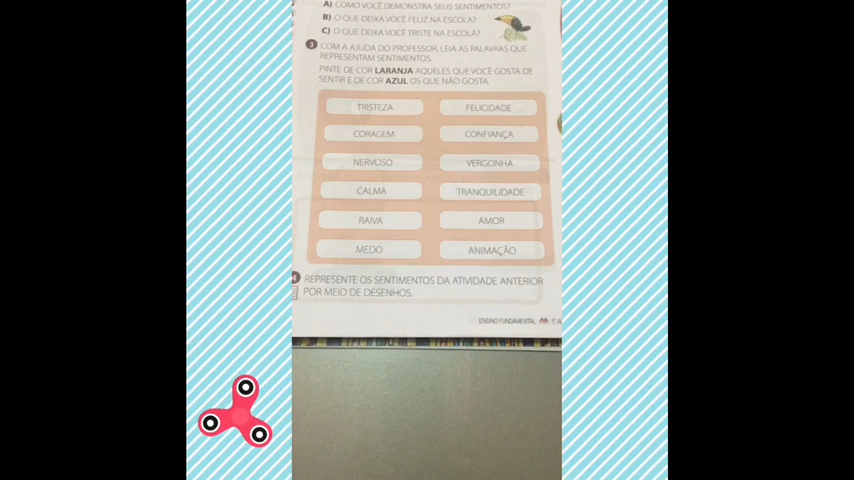 A) COMO VOCÊ DEMONSTRA SEUS SENTIMENTOS?
B) O QUE DEIXA VOCÊ FELIZ NA ESCOLA?
C) O QUE DEIXA VOCÊ TRISTE NA ESCOLA?
3 COM A AJUDA DO PROFESSOR, LEIA AS PALAVRAS QUE
REPRESENTAM SENTIMENTOS.
PINTE DE COR LARANJA AQUELES QUE VOCÊ GOSTA DE
SENTIR E DE COR AZUL OS QUE NÃO GOSTA.
TRISTEZA FELICIDADE
CORAGEM CONFIANÇA
NERVOSO VERGONHA
CALMA TRANQUILIDADE
RAIVA AMOR
MEDO ANIMAÇÃO
4 REPRESENTE OS SENTIMENTOS DA ATIVIDADE ANTERIOR
POR MEIO DE DESENHOS.
ENSINO FUNDAMENTAL